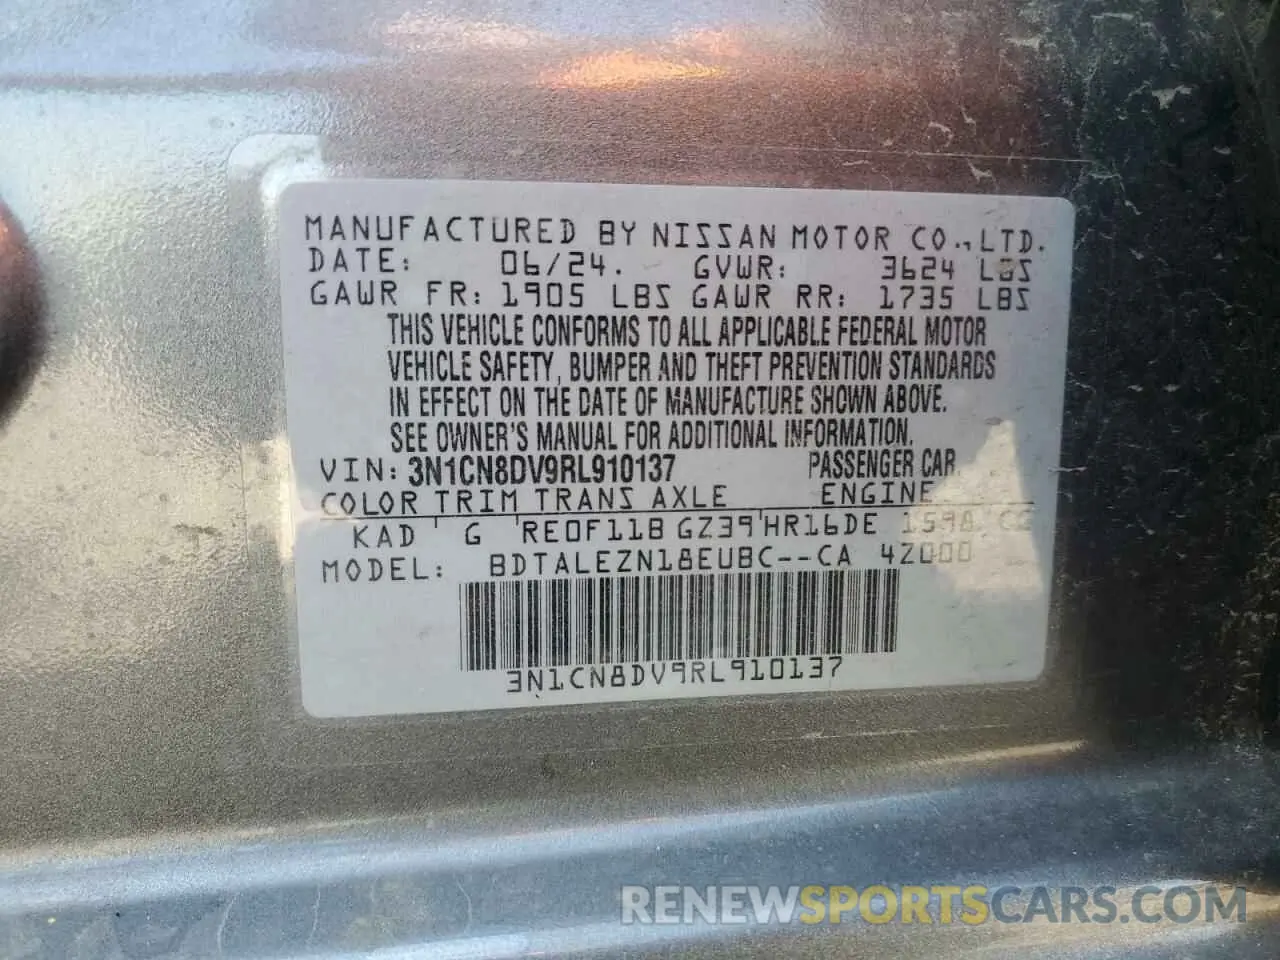 MANUFACTURED BY NISSAN MOTOR CO., LTD.
DATE: 06/24. GVWR: 3624 LBS
GAWR FR: 1905 LBS GAWR RR: 1735 LBS
THIS VEHICLE CONFORMS TO ALL APPLICABLE FEDERAL MOTOR
VEHICLE SAFETY, BUMPER AND THEFT PREVENTION STANDARDS
IN EFFECT ON THE DATE OF MANUFACTURE SHOWN ABOVE.
SEE OWNER'S MANUAL FOR ADDITIONAL INFORMATION.
VIN: 3N1CN8DV9RL910137 PASSENGER CAR
COLOR TRIM TRANS AXLE ENGINE
KAD G RE0F11B GZ39 HR16DE 1598 CC
MODEL: BDTALEZN18EUBC--CA 4Z000
3N1CN8DV9RL910137
RENEWSPORTSCARS.COM